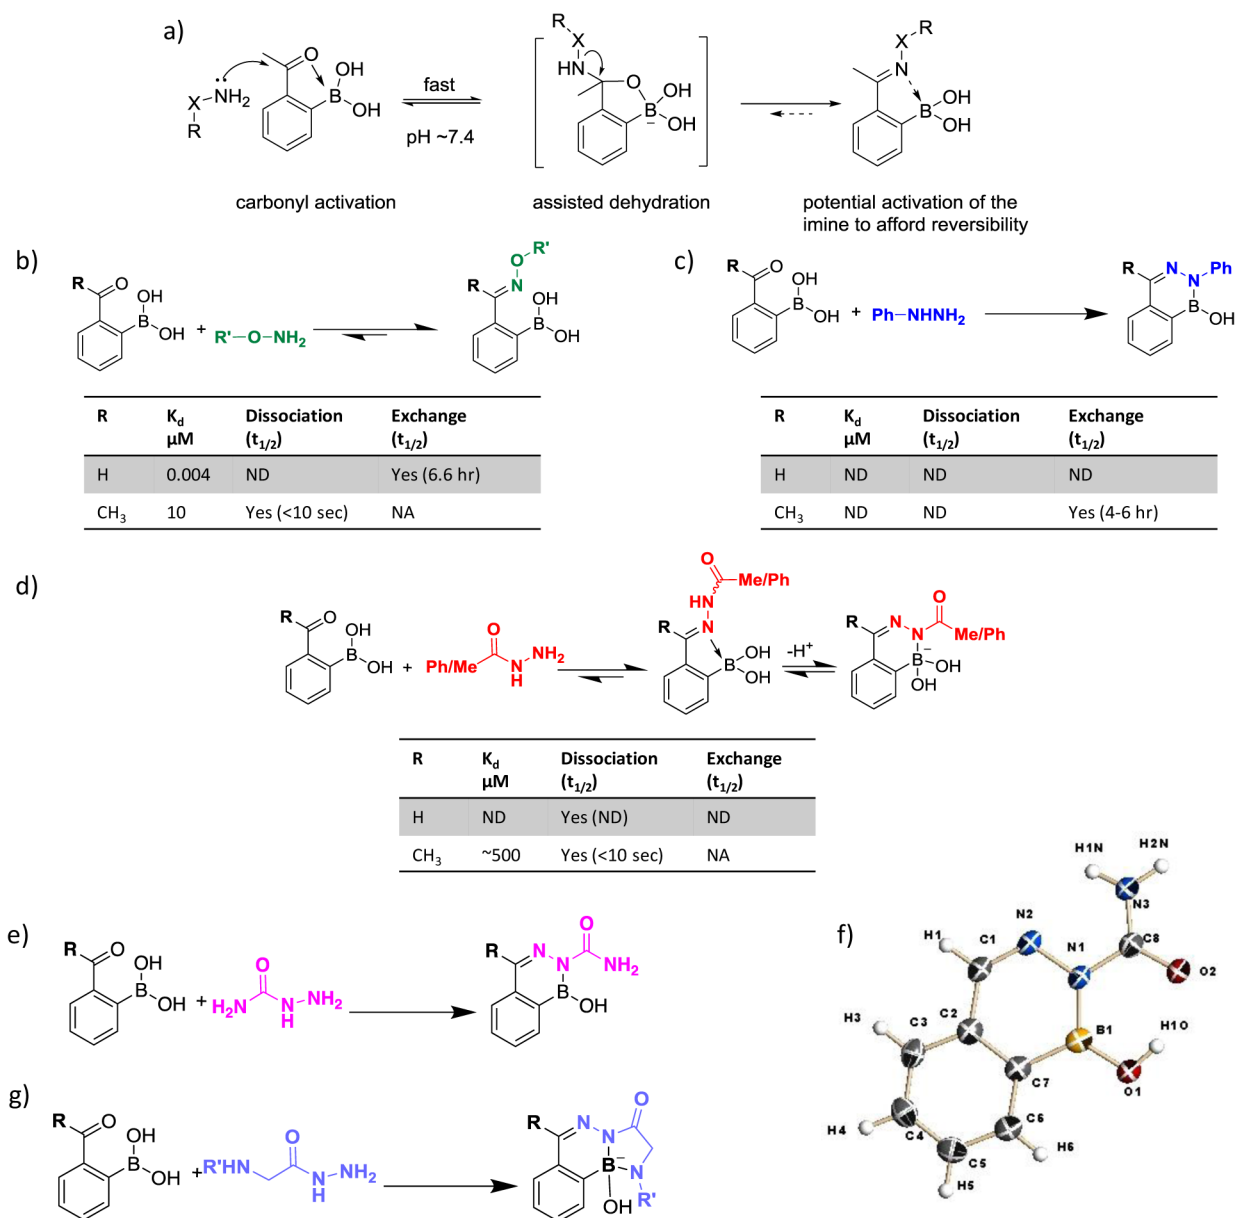 a)
R
X
HN
O
B
OH
OH
R
X
NH₂
O
OH
B
OH
fast
pH ~7.4
R
X
N
OH
B
OH
carbonyl activation
assisted dehydration
potential activation of the
imine to afford reversibility
b)
R
O
OH
B
OH
+
R'–O–NH₂
R'
O
R
N
OH
B
OH
R K_d µM Dissociation (t₁/₂) Exchange (t₁/₂)
H 0.004 ND Yes (6.6 hr)
CH₃ 10 Yes (<10 sec) NA
c)
R
O
OH
B
OH
+
Ph–NHNH₂
R
N
N
Ph
B
OH
R K_d µM Dissociation (t₁/₂) Exchange (t₁/₂)
H ND ND ND
CH₃ ND ND Yes (4-6 hr)
d)
R
O
OH
B
OH
+
O
Ph/Me
N
H
NH₂
O
Me/Ph
HN
R
N
OH
B
OH
-H⁺
R
N
N
O
Me/Ph
B
–
OH
OH
R K_d µM Dissociation (t₁/₂) Exchange (t₁/₂)
H ND Yes (ND) ND
CH₃ ~500 Yes (<10 sec) NA
e)
R
O
OH
B
OH
+
O
H₂N
N
H
NH₂
R
N
N
O
NH₂
B
OH
f)
H1N
H2N
N3
N2
N1
C8
O2
H1
C1
H3
C3
C2
B1
H1O
C7
O1
H4
C4
C6
C5
H6
H5
g)
R
O
OH
B
OH
+
R'HN
O
N
H
NH₂
R
N
N
O
B
–
N
OH
R'